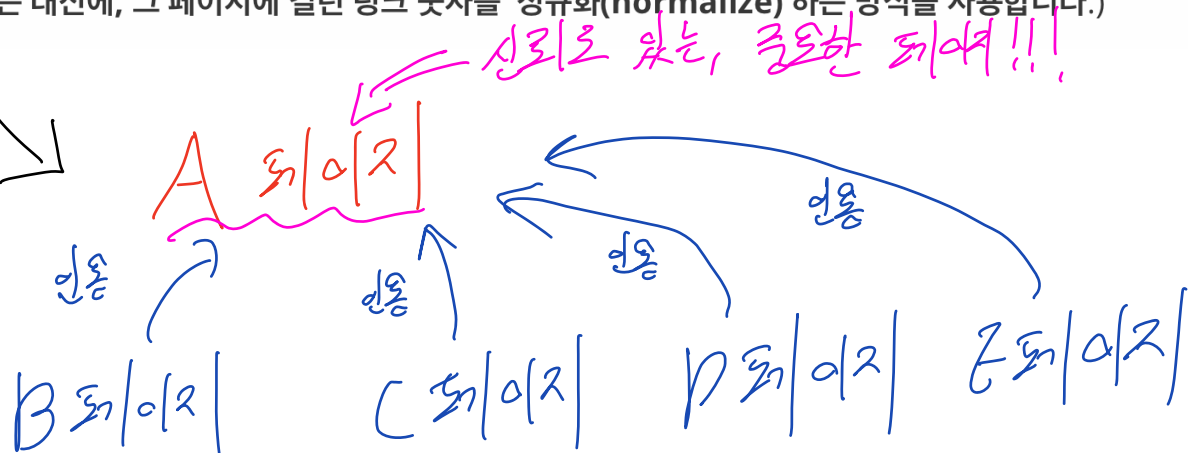 는 대신에, 그 페이지에 걸린 링크 숫자를 '정규화(normalize) 하는 방식을 사용합니다.)
신뢰도 있는, 중요한 페이지!!!
A 페이지
인용
인용
인용
인용
B 페이지
C 페이지
D 페이지
E 페이지